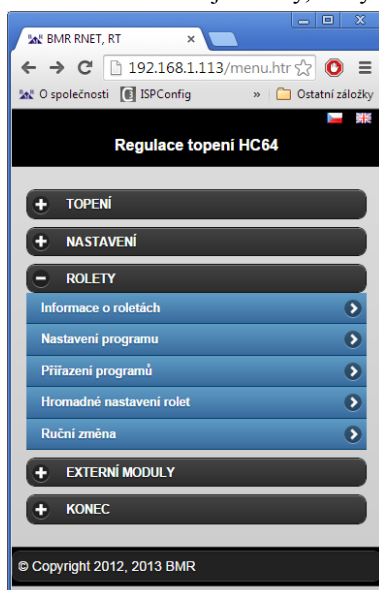 BMR RNET, RT
192.168.1.113/menu.htr
O společnosti ISPConfig » Ostatní záložky
Regulace topení HC64
TOPENÍ
NASTAVENÍ
ROLETY
Informace o roletách
Nastavení programu
Přiřazení programů
Hromadné nastavení rolet
Ruční změna
EXTERNÍ MODULY
KONEC
© Copyright 2012, 2013 BMR